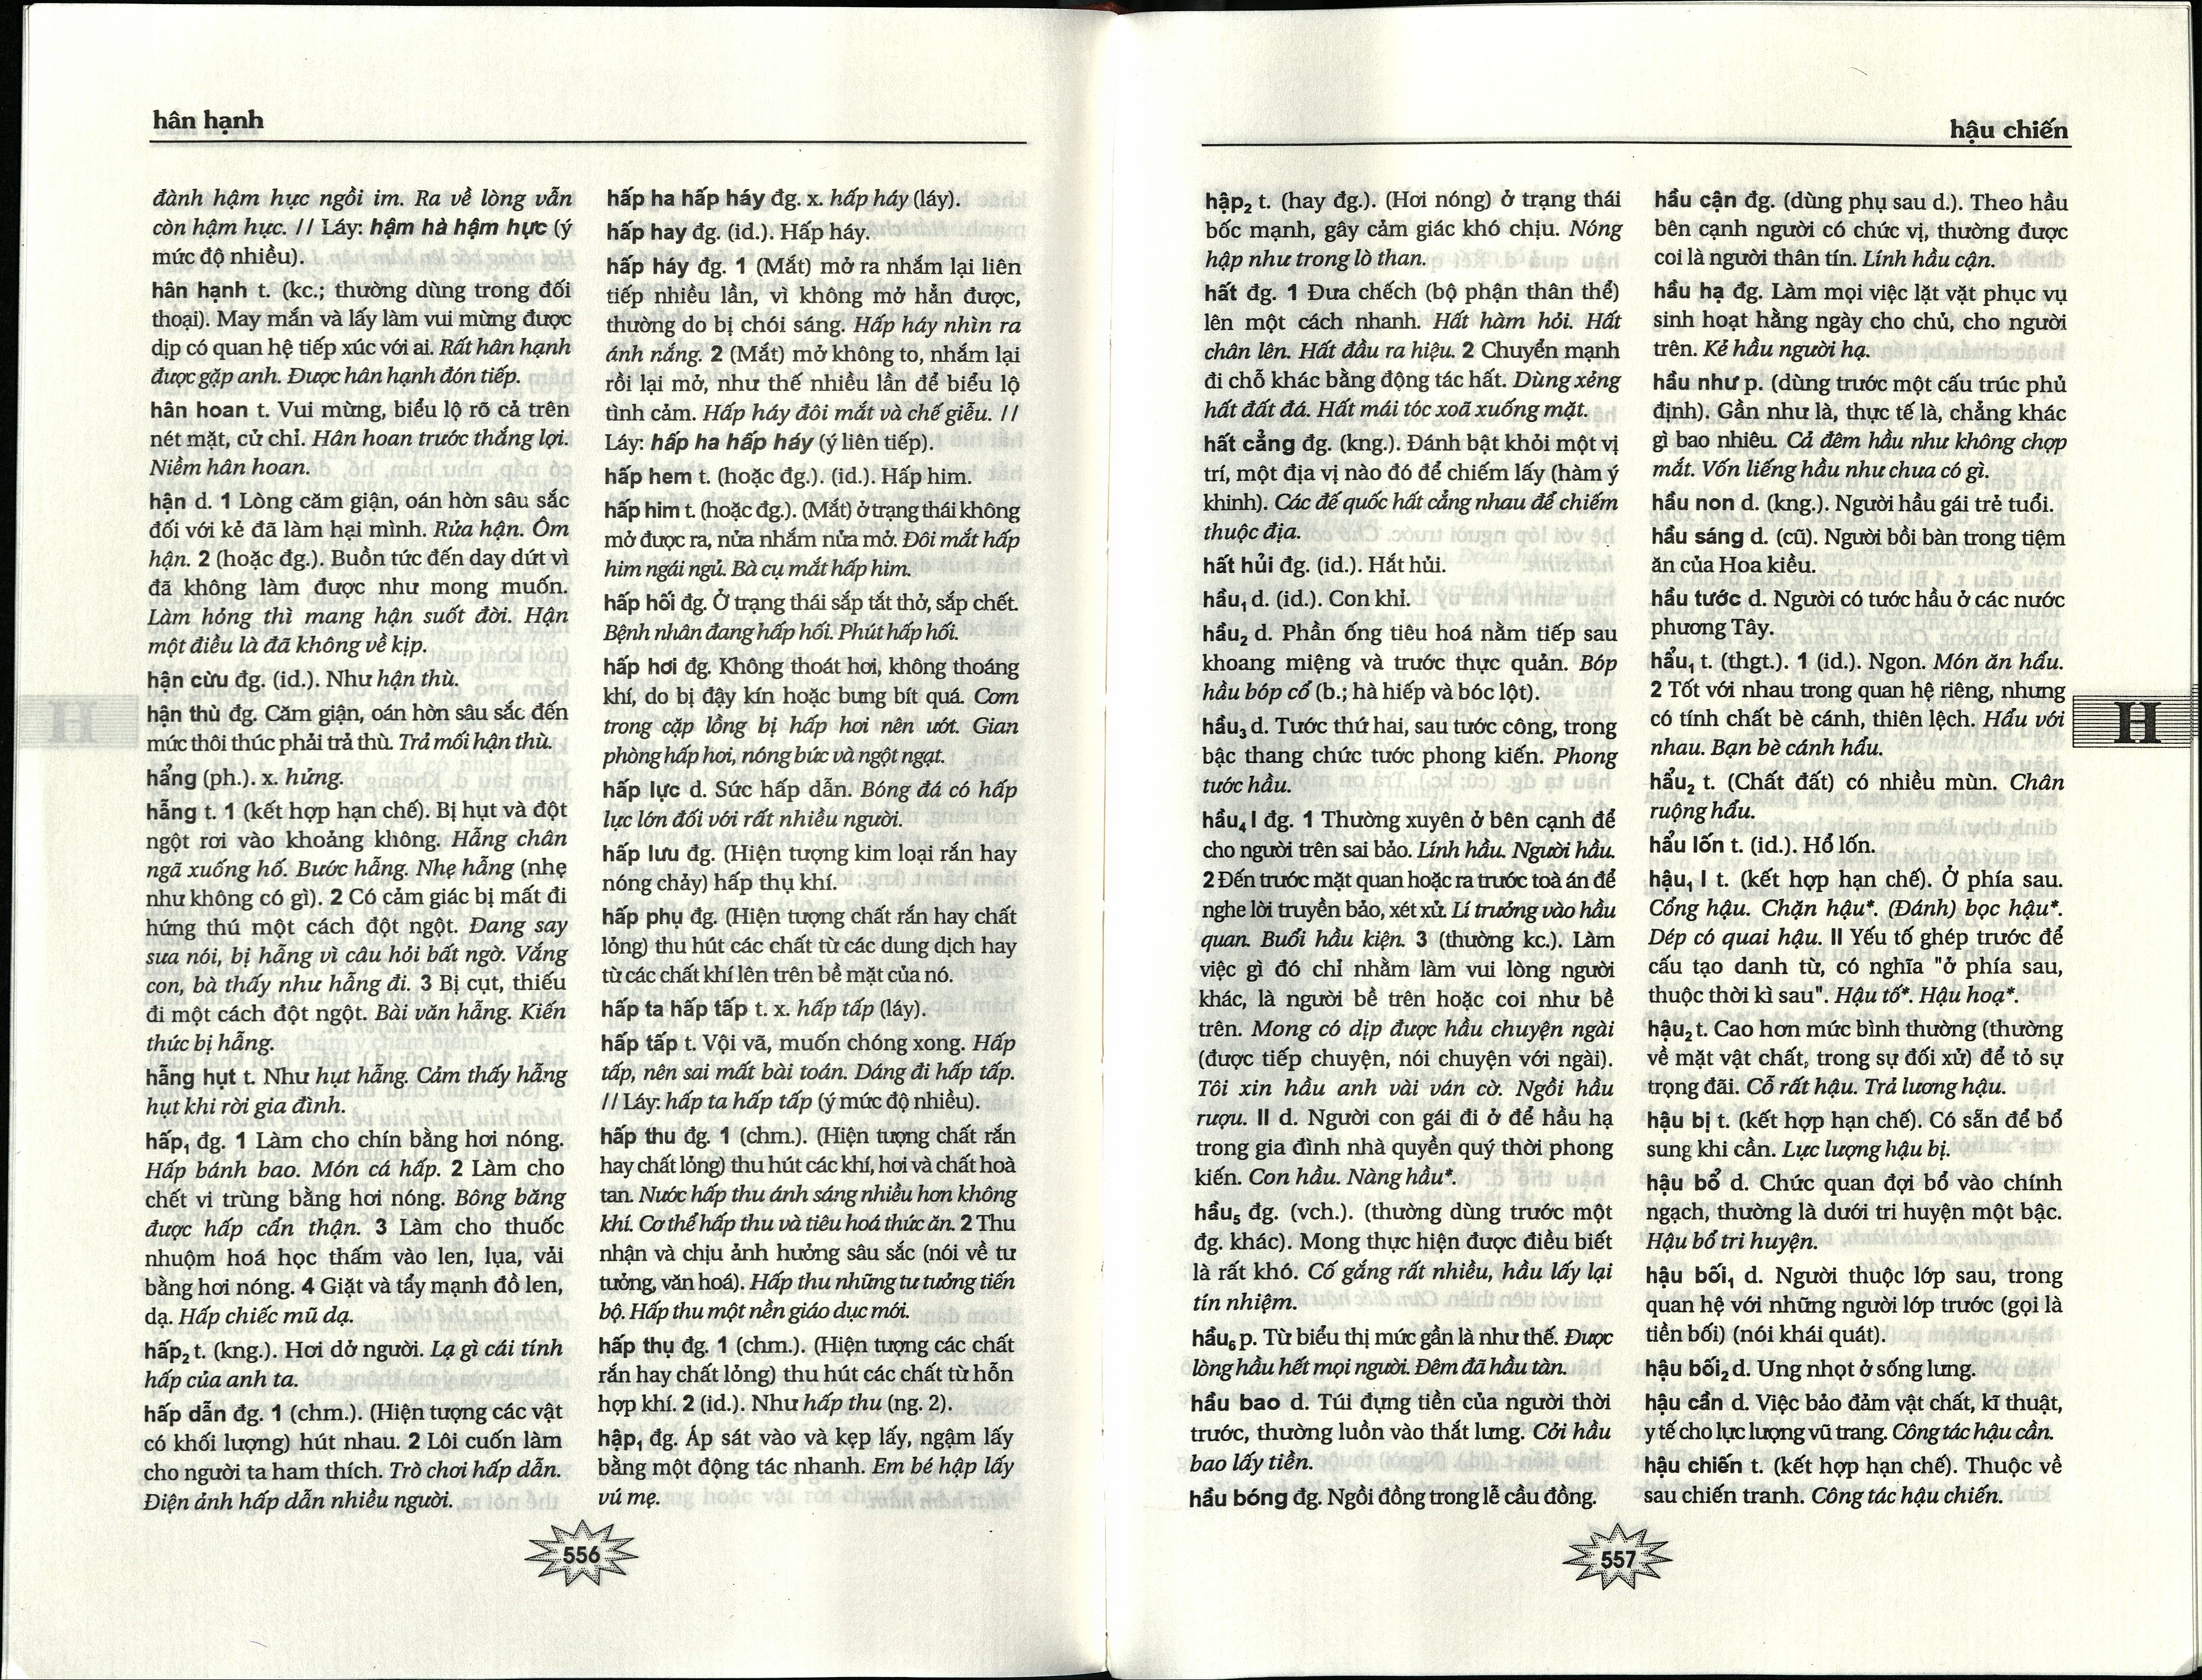 hân hạnh
đành hậm hực ngồi im. Ra về lòng vẫn
còn hậm hực. // Láy: hậm hà hậm hực (ý
mức độ nhiều).
hân hạnh t. (kc.; thường dùng trong đối
thoại). May mắn và lấy làm vui mừng được
dịp có quan hệ tiếp xúc với ai. Rất hân hạnh
được gặp anh. Được hân hạnh đón tiếp.
hân hoan t. Vui mừng, biểu lộ rõ cả trên
nét mặt, cử chỉ. Hân hoan trước thắng lợi.
Niềm hân hoan.
hận d. 1 Lòng căm giận, oán hờn sâu sắc
đối với kẻ đã làm hại mình. Rửa hận. Ôm
hận. 2 (hoặc đg.). Buồn tức đến day dứt vì
đã không làm được như mong muốn.
Làm hỏng thì mang hận suốt đời. Hận
một điều là đã không về kịp.
hận cừu đg. (id.). Như hận thù.
hận thù đg. Căm giận, oán hờn sâu sắc đến
mức thôi thúc phải trả thù. Trả mối hận thù.
hẩng (ph.). x. hửng.
hẫng t. 1 (kết hợp hạn chế). Bị hụt và đột
ngột rơi vào khoảng không. Hẫng chân
ngã xuống hố. Bước hẫng. Nhẹ hẫng (nhẹ
như không có gì). 2 Có cảm giác bị mất đi
hứng thú một cách đột ngột. Đang say
sưa nói, bị hẫng vì câu hỏi bất ngờ. Vắng
con, bà thấy như hẫng đi. 3 Bị cụt, thiếu
đi một cách đột ngột. Bài văn hẫng. Kiến
thức bị hẫng.
hẫng hụt t. Như hụt hẫng. Cảm thấy hẫng
hụt khi rời gia đình.
hấp₁ đg. 1 Làm cho chín bằng hơi nóng.
Hấp bánh bao. Món cá hấp. 2 Làm cho
chết vi trùng bằng hơi nóng. Bông băng
được hấp cẩn thận. 3 Làm cho thuốc
nhuộm hoá học thấm vào len, lụa, vải
bằng hơi nóng. 4 Giặt và tẩy mạnh đồ len,
dạ. Hấp chiếc mũ dạ.
hấp₂ t. (kng.). Hơi dở người. Lạ gì cái tính
hấp của anh ta.
hấp dẫn đg. 1 (chm.). (Hiện tượng các vật
có khối lượng) hút nhau. 2 Lôi cuốn làm
cho người ta ham thích. Trò chơi hấp dẫn.
Điện ảnh hấp dẫn nhiều người.
hấp ha hấp háy đg. x. hấp háy (láy).
hấp hay đg. (id.). Hấp háy.
hấp háy đg. 1 (Mắt) mở ra nhắm lại liên
tiếp nhiều lần, vì không mở hẳn được,
thường do bị chói sáng. Hấp háy nhìn ra
ánh nắng. 2 (Mắt) mở không to, nhắm lại
rồi lại mở, như thế nhiều lần để biểu lộ
tình cảm. Hấp háy đôi mắt và chế giễu. //
Láy: hấp ha hấp háy (ý liên tiếp).
hấp hem t. (hoặc đg.). (id.). Hấp him.
hấp him t. (hoặc đg.). (Mắt) ở trạng thái không
mở được ra, nửa nhắm nửa mở. Đôi mắt hấp
him ngái ngủ. Bà cụ mắt hấp him.
hấp hối đg. Ở trạng thái sắp tắt thở, sắp chết.
Bệnh nhân đang hấp hối. Phút hấp hối.
hấp hơi đg. Không thoát hơi, không thoáng
khí, do bị đậy kín hoặc bưng bít quá. Cơm
trong cặp lồng bị hấp hơi nên ướt. Gian
phòng hấp hơi, nóng bức và ngột ngạt.
hấp lực d. Sức hấp dẫn. Bóng đá có hấp
lực lớn đối với rất nhiều người.
hấp lưu đg. (Hiện tượng kim loại rắn hay
nóng chảy) hấp thụ khí.
hấp phụ đg. (Hiện tượng chất rắn hay chất
lỏng) thu hút các chất từ các dung dịch hay
từ các chất khí lên trên bề mặt của nó.
hấp ta hấp tấp t. x. hấp tấp (láy).
hấp tấp t. Vội vã, muốn chóng xong. Hấp
tấp, nên sai mất bài toán. Dáng đi hấp tấp.
// Láy: hấp ta hấp tấp (ý mức độ nhiều).
hấp thu đg. 1 (chm.). (Hiện tượng chất rắn
hay chất lỏng) thu hút các khí, hơi và chất hoà
tan. Nước hấp thu ánh sáng nhiều hơn không
khí. Cơ thể hấp thu và tiêu hoá thức ăn. 2 Thu
nhận và chịu ảnh hưởng sâu sắc (nói về tư
tưởng, văn hoá). Hấp thu những tư tưởng tiến
bộ. Hấp thu một nền giáo dục mới.
hấp thụ đg. 1 (chm.). (Hiện tượng các chất
rắn hay chất lỏng) thu hút các chất từ hỗn
hợp khí. 2 (id.). Như hấp thu (ng. 2).
hập₁ đg. Áp sát vào và kẹp lấy, ngậm lấy
bằng một động tác nhanh. Em bé hập lấy
vú mẹ.
556
hậu chiến
hập₂ t. (hay đg.). (Hơi nóng) ở trạng thái
bốc mạnh, gây cảm giác khó chịu. Nóng
hập như trong lò than.
hất đg. 1 Đưa chếch (bộ phận thân thể)
lên một cách nhanh. Hất hàm hỏi. Hất
chân lên. Hất đầu ra hiệu. 2 Chuyển mạnh
đi chỗ khác bằng động tác hất. Dùng xẻng
hất đất đá. Hất mái tóc xoã xuống mặt.
hất cẳng đg. (kng.). Đánh bật khỏi một vị
trí, một địa vị nào đó để chiếm lấy (hàm ý
khinh). Các đế quốc hất cẳng nhau để chiếm
thuộc địa.
hất hủi đg. (id.). Hắt hủi.
hầu₁ d. (id.). Con khỉ.
hầu₂ d. Phần ống tiêu hoá nằm tiếp sau
khoang miệng và trước thực quản. Bóp
hầu bóp cổ (b.; hà hiếp và bóc lột).
hầu₃ d. Tước thứ hai, sau tước công, trong
bậc thang chức tước phong kiến. Phong
tước hầu.
hầu₄ I đg. 1 Thường xuyên ở bên cạnh để
cho người trên sai bảo. Lính hầu. Người hầu.
2 Đến trước mặt quan hoặc ra trước toà án để
nghe lời truyền bảo, xét xử. Lí trưởng vào hầu
quan. Buổi hầu kiện. 3 (thường kc.). Làm
việc gì đó chỉ nhằm làm vui lòng người
khác, là người bề trên hoặc coi như bề
trên. Mong có dịp được hầu chuyện ngài
(được tiếp chuyện, nói chuyện với ngài).
Tôi xin hầu anh vài ván cờ. Ngồi hầu
rượu. II d. Người con gái đi ở để hầu hạ
trong gia đình nhà quyền quý thời phong
kiến. Con hầu. Nàng hầu*.
hầu₅ đg. (vch.). (thường dùng trước một
đg. khác). Mong thực hiện được điều biết
là rất khó. Cố gắng rất nhiều, hầu lấy lại
tín nhiệm.
hầu₆ p. Từ biểu thị mức gần là như thế. Được
lòng hầu hết mọi người. Đêm đã hầu tàn.
hầu bao d. Túi đựng tiền của người thời
trước, thường luồn vào thắt lưng. Cởi hầu
bao lấy tiền.
hầu bóng đg. Ngồi đồng trong lễ cầu đồng.
hầu cận đg. (dùng phụ sau d.). Theo hầu
bên cạnh người có chức vị, thường được
coi là người thân tín. Lính hầu cận.
hầu hạ đg. Làm mọi việc lặt vặt phục vụ
sinh hoạt hằng ngày cho chủ, cho người
trên. Kẻ hầu người hạ.
hầu như p. (dùng trước một cấu trúc phủ
định). Gần như là, thực tế là, chẳng khác
gì bao nhiêu. Cả đêm hầu như không chợp
mắt. Vốn liếng hầu như chưa có gì.
hầu non d. (kng.). Người hầu gái trẻ tuổi.
hầu sáng d. (cũ). Người bồi bàn trong tiệm
ăn của Hoa kiều.
hầu tước d. Người có tước hầu ở các nước
phương Tây.
hẩu₁ t. (thgt.). 1 (id.). Ngon. Món ăn hẩu.
2 Tốt với nhau trong quan hệ riêng, nhưng
có tính chất bè cánh, thiên lệch. Hẩu với
nhau. Bạn bè cánh hẩu.
hẩu₂ t. (Chất đất) có nhiều mùn. Chân
ruộng hẩu.
hẩu lốn t. (id.). Hổ lốn.
hậu₁ I t. (kết hợp hạn chế). Ở phía sau.
Cổng hậu. Chặn hậu*. (Đánh) bọc hậu*.
Dép có quai hậu. II Yếu tố ghép trước để
cấu tạo danh từ, có nghĩa "ở phía sau,
thuộc thời kì sau". Hậu tố*. Hậu hoạ*.
hậu₂ t. Cao hơn mức bình thường (thường
về mặt vật chất, trong sự đối xử) để tỏ sự
trọng đãi. Cỗ rất hậu. Trả lương hậu.
hậu bị t. (kết hợp hạn chế). Có sẵn để bổ
sung khi cần. Lực lượng hậu bị.
hậu bổ d. Chức quan đợi bổ vào chính
ngạch, thường là dưới tri huyện một bậc.
Hậu bổ tri huyện.
hậu bối₁ d. Người thuộc lớp sau, trong
quan hệ với những người lớp trước (gọi là
tiền bối) (nói khái quát).
hậu bối₂ d. Ung nhọt ở sống lưng.
hậu cần d. Việc bảo đảm vật chất, kĩ thuật,
y tế cho lực lượng vũ trang. Công tác hậu cần.
hậu chiến t. (kết hợp hạn chế). Thuộc về
sau chiến tranh. Công tác hậu chiến.
H
557